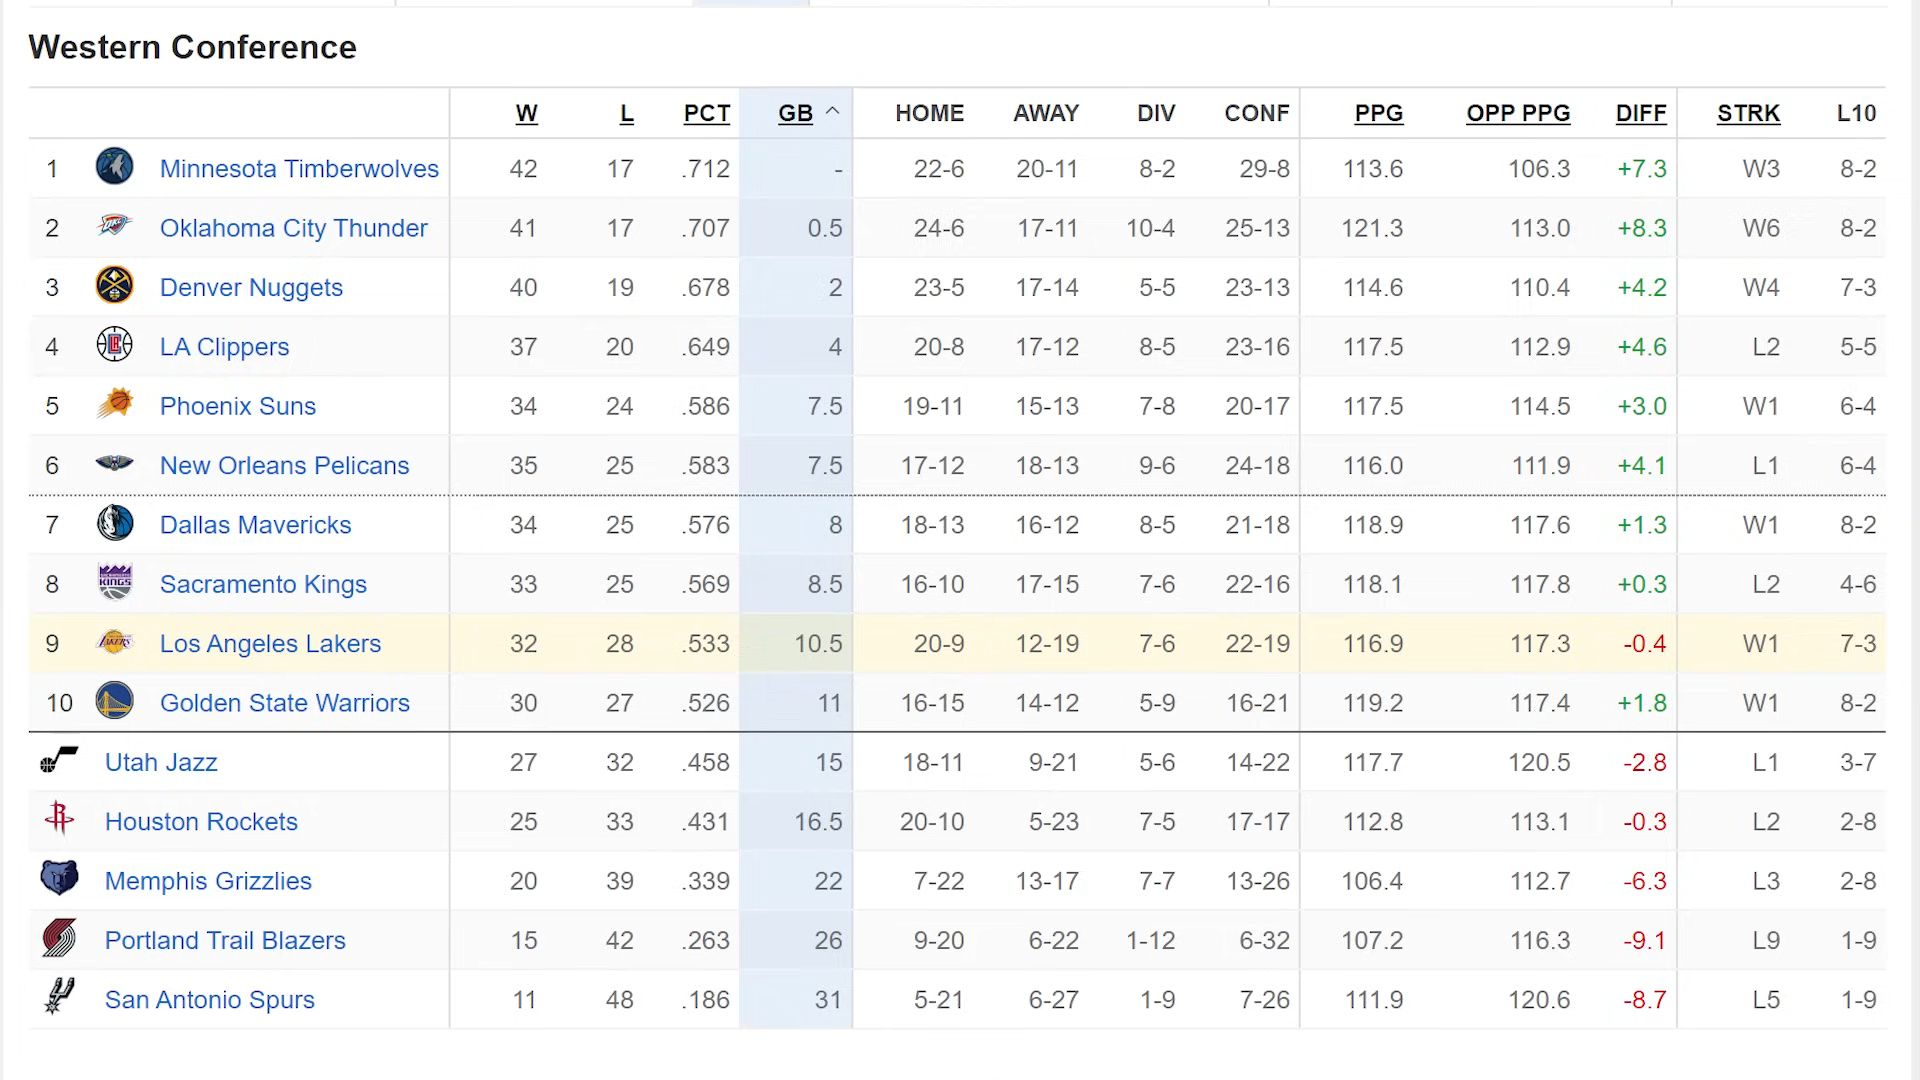 Western Conference
W L PCT GB HOME AWAY DIV CONF PPG OPP PPG DIFF STRK L10
1 Minnesota Timberwolves 42 17 .712 - 22-6 20-11 8-2 29-8 113.6 106.3 +7.3 W3 8-2
2 Oklahoma City Thunder 41 17 .707 0.5 24-6 17-11 10-4 25-13 121.3 113.0 +8.3 W6 8-2
3 Denver Nuggets 40 19 .678 2 23-5 17-14 5-5 23-13 114.6 110.4 +4.2 W4 7-3
4 LA Clippers 37 20 .649 4 20-8 17-12 8-5 23-16 117.5 112.9 +4.6 L2 5-5
5 Phoenix Suns 34 24 .586 7.5 19-11 15-13 7-8 20-17 117.5 114.5 +3.0 W1 6-4
6 New Orleans Pelicans 35 25 .583 7.5 17-12 18-13 9-6 24-18 116.0 111.9 +4.1 L1 6-4
7 Dallas Mavericks 34 25 .576 8 18-13 16-12 8-5 21-18 118.9 117.6 +1.3 W1 8-2
8 KINGS Sacramento Kings 33 25 .569 8.5 16-10 17-15 7-6 22-16 118.1 117.8 +0.3 L2 4-6
9 LAKERS Los Angeles Lakers 32 28 .533 10.5 20-9 12-19 7-6 22-19 116.9 117.3 -0.4 W1 7-3
10 Golden State Warriors 30 27 .526 11 16-15 14-12 5-9 16-21 119.2 117.4 +1.8 W1 8-2
Utah Jazz 27 32 .458 15 18-11 9-21 5-6 14-22 117.7 120.5 -2.8 L1 3-7
Houston Rockets 25 33 .431 16.5 20-10 5-23 7-5 17-17 112.8 113.1 -0.3 L2 2-8
Memphis Grizzlies 20 39 .339 22 7-22 13-17 7-7 13-26 106.4 112.7 -6.3 L3 2-8
Portland Trail Blazers 15 42 .263 26 9-20 6-22 1-12 6-32 107.2 116.3 -9.1 L9 1-9
San Antonio Spurs 11 48 .186 31 5-21 6-27 1-9 7-26 111.9 120.6 -8.7 L5 1-9